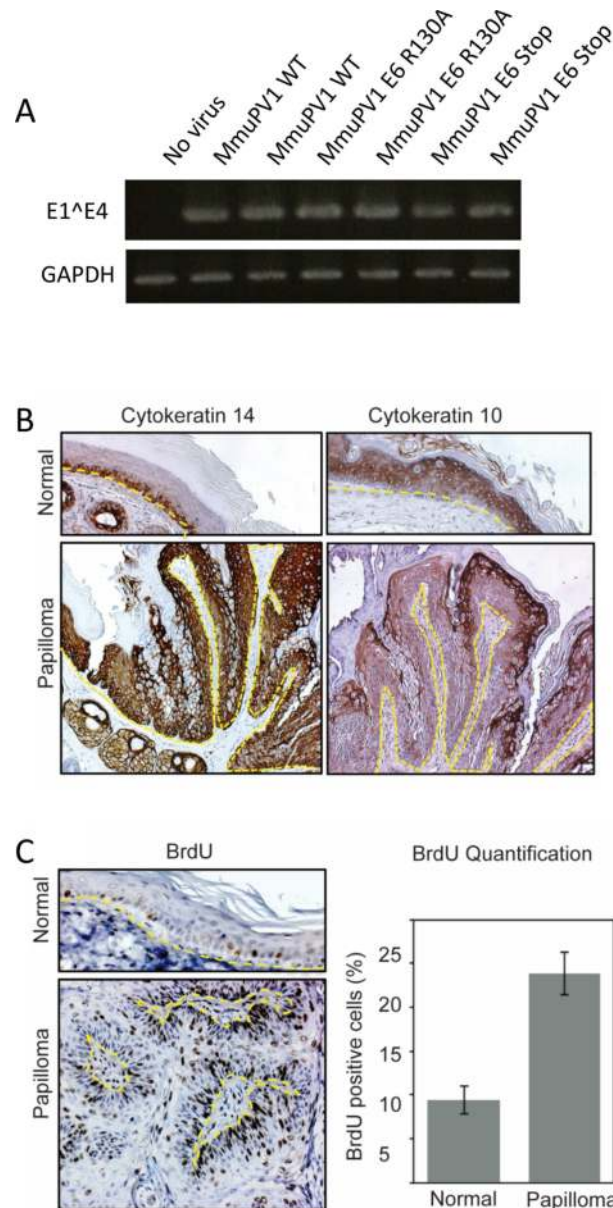 A
No virus
MmuPV1 WT
MmuPV1 WT
MmuPV1 E6 R130A
MmuPV1 E6 R130A
MmuPV1 E6 Stop
MmuPV1 E6 Stop
E1^E4
GAPDH
B
Cytokeratin 14
Cytokeratin 10
Normal
Papilloma
C
BrdU
BrdU Quantification
Normal
Papilloma
BrdU positive cells (%)
25
20
15
10
5
Normal
Papilloma